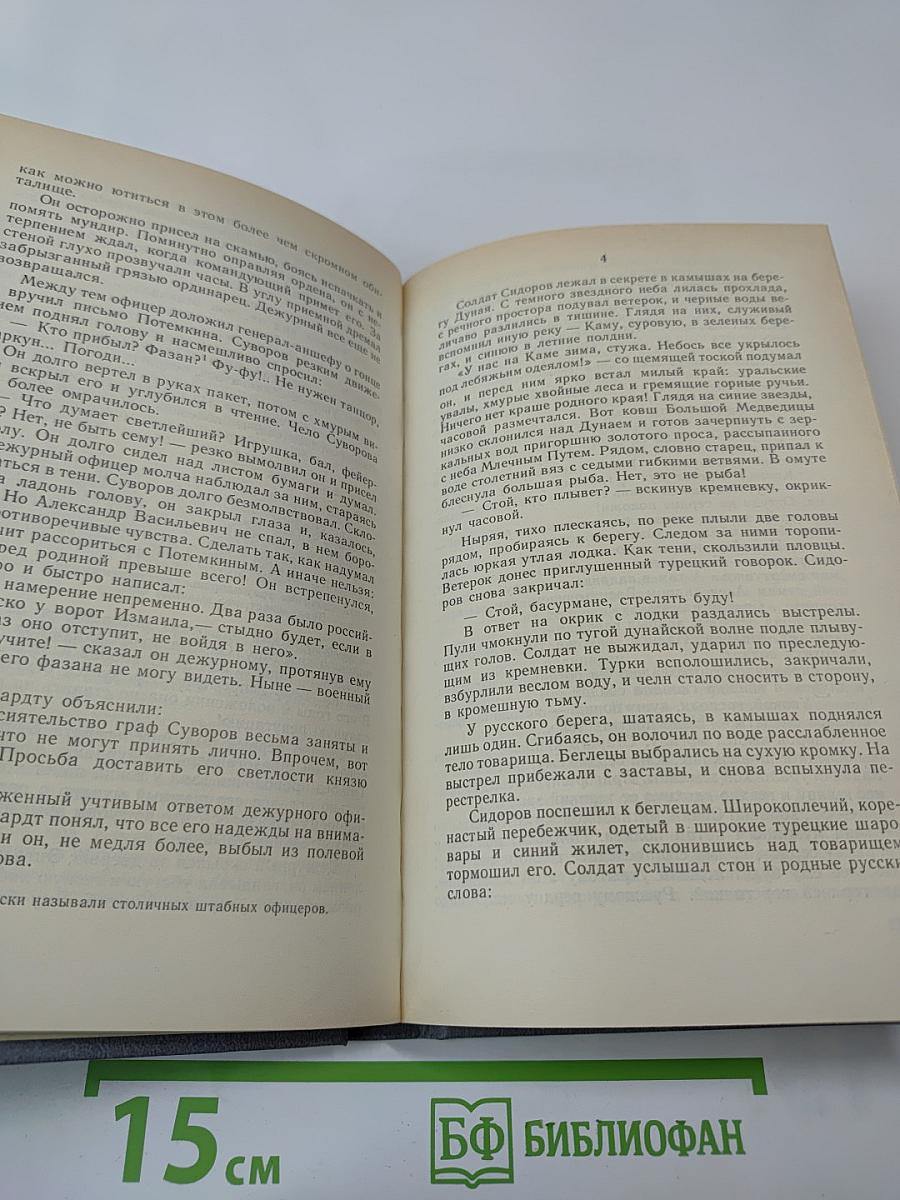 как можно ютиться в этом более чем скромном оби-
талище.
Он осторожно присел на скамью, боясь испачкать и
помять мундир. Поминутно оправляя ордена, он с не-
терпением ждал, когда командующий примет его. За
стеной глухо прозвучали часы. В углу приемной дремал
забрызганный грязью ординарец. Дежурный все еще не
возвращался.
Между тем офицер доложил генерал-аншефу о гонце
вручил письмо Потемкина. Суворов резким движе-
ием поднял голову и насмешливо спросил:
— Кто прибыл? Фазан?¹ Фу-фу!.. Не нужен танцор,
аркун... Погоди...
Он долго вертел в руках пакет, потом с хмурым ви-
вскрыл его и углубился в чтение. Чело Суворова
более омрачилось.
— Что думает светлейший? Игрушка, бал, фейер-
? Нет, не быть сему! — резко вымолвил он и присел
олу. Он долго сидел над листом бумаги и думал.
ежурный офицер молча наблюдал за ним, стараясь
аться в тени. Суворов долго безмолвствовал. Скло-
а ладонь голову, он закрыл глаза и, казалось,
Но Александр Васильевич не спал, в нем боро-
отиворечивые чувства. Сделать так, как надумал
ит рассориться с Потемкиным. А иначе нельзя:
ред родиной превыше всего! Он встрепенулся,
о и быстро написал:
намерение непременно. Два раза было россий-
ско у ворот Измаила,— стыдно будет, если в
аз оно отступит, не войдя в него».
учите! — сказал он дежурному, протянув ему
его фазана не могу видеть. Ныне — военный
ардту объяснили:
сиятельство граф Суворов весьма заняты и
что не могут принять лично. Впрочем, вот
Просьба доставить его светлости князю
женный учтивым ответом дежурного офи-
ардт понял, что все его надежды на внима-
и он, не медля более, выбыл из полевой
ова.
ски называли столичных штабных офицеров.
4
Солдат Сидоров лежал в секрете в камышах на бере-
гу Дуная. С темного звездного неба лилась прохлада,
с речного простора подувал ветерок, и черные воды ве-
личаво разлились в тишине. Глядя на них, служивый
вспомнил иную реку — Каму, суровую, в зеленых бере-
гах, и синюю в летние полдни.
«У нас на Каме зима, стужа. Небось все укрылось
под лебяжьим одеялом!» — со щемящей тоской подумал
он, и перед ним ярко встал милый край: уральские
увалы, хмурые хвойные леса и гремящие горные ручьи.
Ничего нет краше родного края! Глядя на синие звезды,
часовой размечтался. Вот ковш Большой Медведицы
низко склонился над Дунаем и готов зачерпнуть с зер-
кальных вод пригоршню золотого проса, рассыпанного
с неба Млечным Путем. Рядом, словно старец, припал к
воде столетний вяз с седыми гибкими ветвями. В омуте
блеснула большая рыба. Нет, это не рыба!
— Стой, кто плывет? — вскинув кремневку, окрик-
нул часовой.
Ныряя, тихо плескаясь, по реке плыли две головы
рядом, пробираясь к берегу. Следом за ними торопи-
лась юркая утлая лодка. Как тени, скользили пловцы.
Ветерок донес приглушенный турецкий говорок. Сидо-
ров снова закричал:
— Стой, басурмане, стрелять буду!
В ответ на окрик с лодки раздались выстрелы.
Пули чмокнули по тугой дунайской волне подле плыву-
щих голов. Солдат не выжидал, ударил по преследую-
щим из кремневки. Турки всполошились, закричали,
взбурлили веслом воду, и челн стало сносить в сторону,
в кромешную тьму.
У русского берега, шатаясь, в камышах поднялся
лишь один. Сгибаясь, он волочил по воде расслабленное
тело товарища. Беглецы выбрались на сухую кромку. На
выстрел прибежали с заставы, и снова вспыхнула пе-
рестрелка.
Сидоров поспешил к беглецам. Широкоплечий, коре-
настый перебежчик, одетый в широкие турецкие шаро-
вары и синий жилет, склонившись над товарищем
тормошил его. Солдат услышал стон и родные русски
слова:
15 см
БФ БИБЛИОФАН